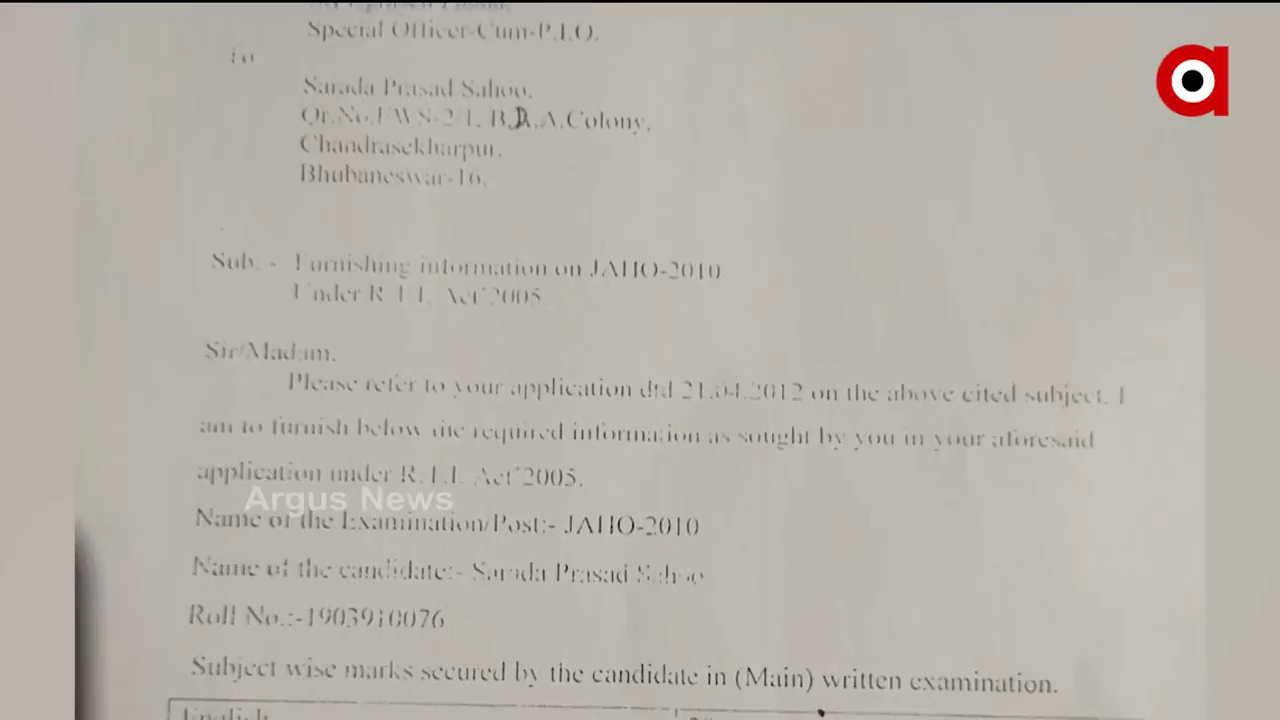 Special Officer-Cum-P.I.O.
To
Sarada Prasad Sahoo,
Qr.No.EWS-2/1, B.D.A.Colony,
Chandrasekharpur,
Bhubaneswar-16.
Sub: - Furnishing information on JAHO-2010
Under R.T.I. Act'2005.
Sir/Madam,
Please refer to your application dtd 21.04.2012 on the above cited subject. I
am to furnish below the required information as sought by you in your aforesaid
application under R.T.I. Act'2005.
Argus News
Name of the Examination/Post:- JAHO-2010
Name of the candidate:- Sarada Prasad Sahoo
Roll No.:-1903910076
Subject wise marks secured by the candidate in (Main) written examination.
English